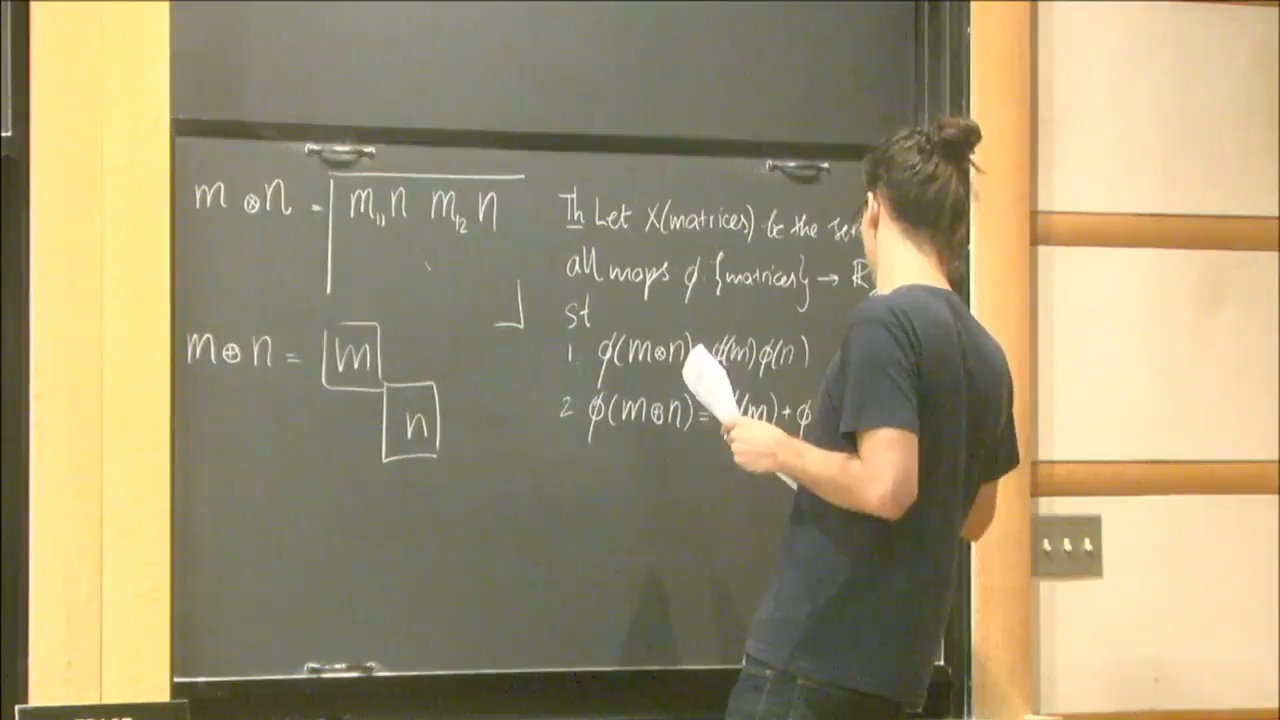 m ⊗ n = m₁₁n m₁₂n
m ⊕ n = m
n
Th Let X(matrices) be the
all maps φ {matrices} → ℝ
st
1. φ(m⊗n) φ(m)φ(n)
2 φ(m⊕n) = (m) + φ